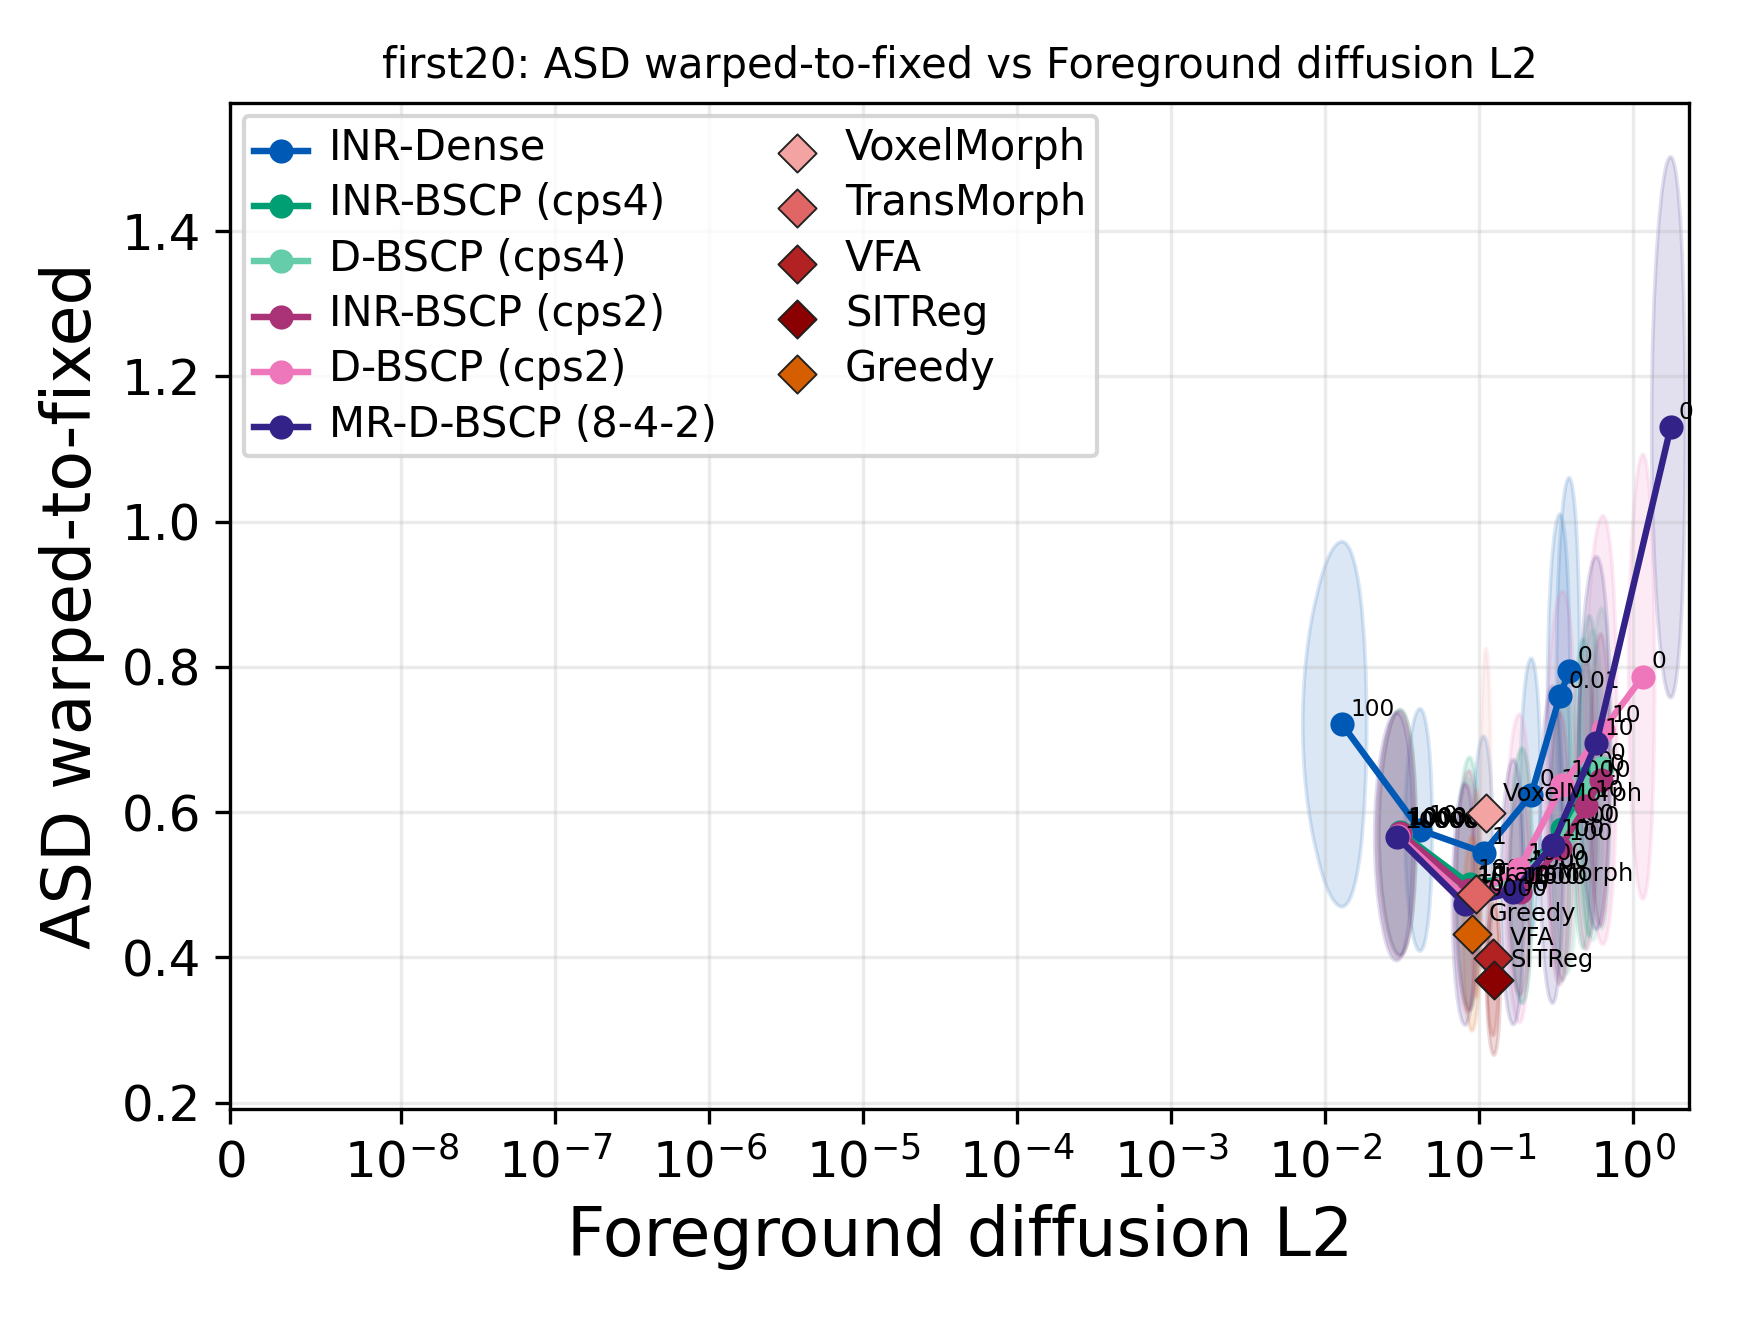 first20: ASD warped-to-fixed vs Foreground diffusion L2
INR-Dense
INR-BSCP (cps4)
D-BSCP (cps4)
INR-BSCP (cps2)
D-BSCP (cps2)
MR-D-BSCP (8-4-2)
VoxelMorph
TransMorph
VFA
SITReg
Greedy
ASD warped-to-fixed
1.4
1.2
1.0
0.8
0.6
0.4
0.2
0
0
0.01
0
100
10
10
VoxelMorph
1
Greedy
VFA
SITReg
0
10⁻⁸
10⁻⁷
10⁻⁶
10⁻⁵
10⁻⁴
10⁻³
10⁻²
10⁻¹
10⁰
Foreground diffusion L2